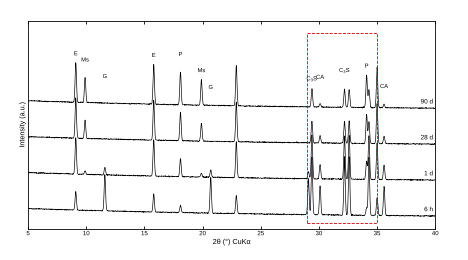 E
Ms
G
E
P
Ms
G
C₃S
CA
C₃S
P
CA
90 d
28 d
1 d
6 h
Intensity (a.u.)
5 10 15 20 25 30 35 40
2θ (°) CuKα